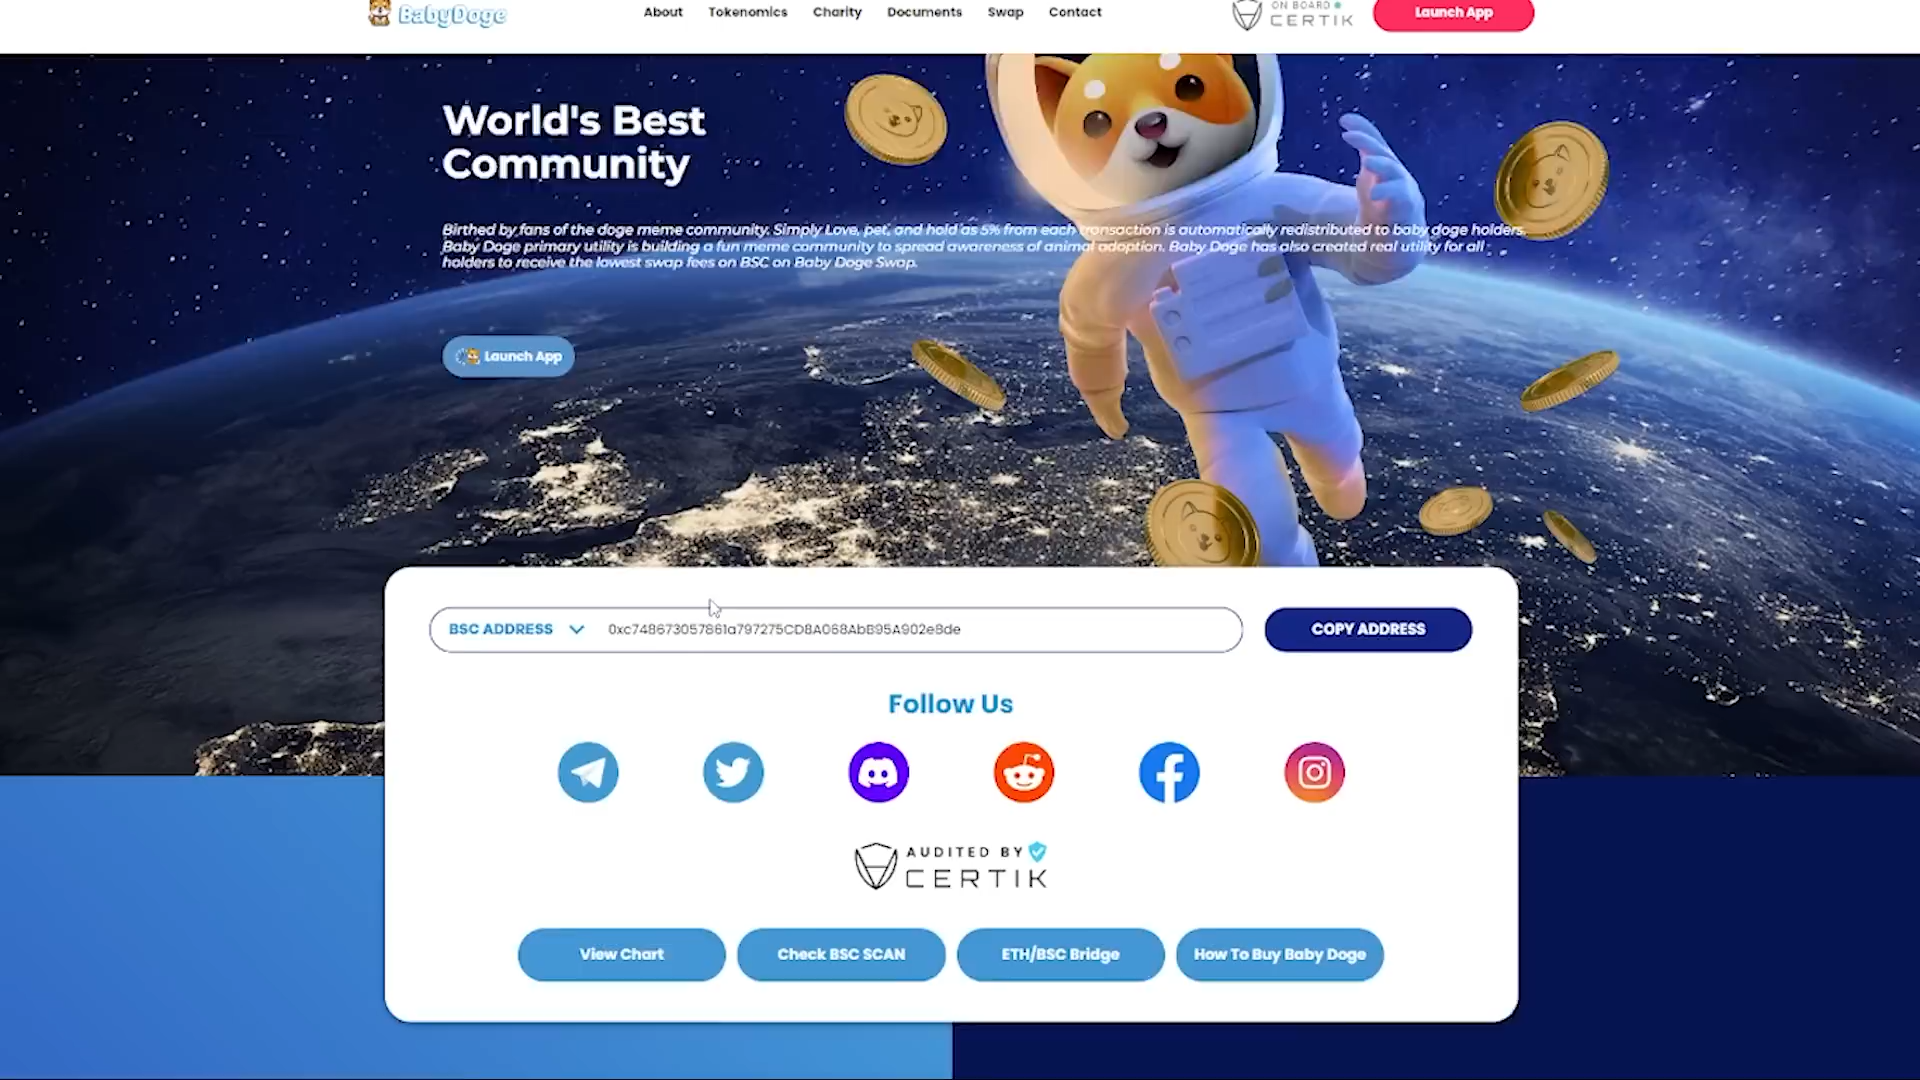 BabyDoge
About Tokenomics Charity Documents Swap Contact
ON BOARD
CERTIK
Launch App
World's Best
Community
Birthed by fans of the doge meme community. Simply Love, pet, and hold as 5% from each transaction is automatically redistributed to baby doge holders.
Baby Doge primary utility is building a fun meme community to spread awareness of animal adoption. Baby Doge has also created real utility for all
holders to receive the lowest swap fees on BSC on Baby Doge Swap.
Launch App
BSC ADDRESS 0xc748673057861a797275CD8A068AbB95A902e8de
COPY ADDRESS
Follow Us
AUDITED BY
CERTIK
View Chart Check BSC SCAN ETH/BSC Bridge How To Buy Baby Doge